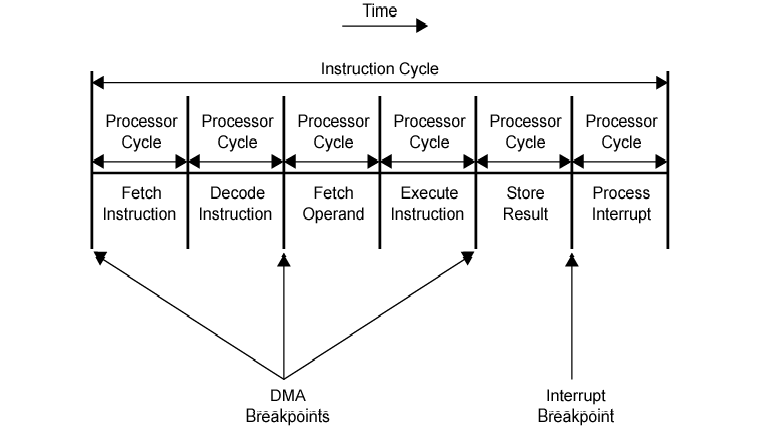 Time
Instruction Cycle
Processor Cycle
Processor Cycle
Processor Cycle
Processor Cycle
Processor Cycle
Processor Cycle
Fetch Instruction
Decode Instruction
Fetch Operand
Execute Instruction
Store Result
Process Interrupt
DMA Breakpoints
Interrupt Breakpoint